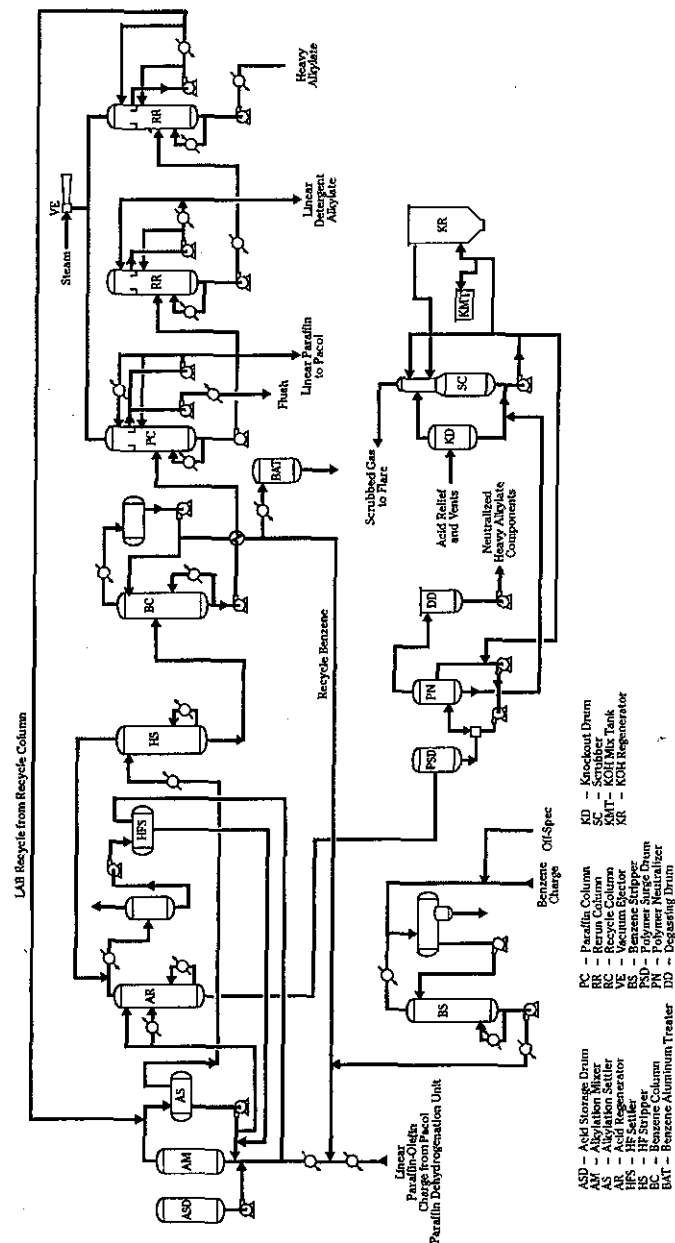 LAB Recycle from Recycle Column
VE
Steam
PC
RR
RR
Flush
Linear Paraffin
to Pacol
Linear
Detergent
Alkylate
Heavy
Alkylate
BC
BAT
HS
HFS
AR
AS
AM
ASD
Recycle Benzene
Linear
Paraffin-Olefin
Charge from Pacol
Paraffin Dehydrogenation Unit
BS
Benzene
Charge
Off-Spec
PSD
PN
DD
Neutralized
Heavy Alkylate
Components
Acid Relief
and Vents
Scrubbed Gas
to Flare
KD
SC
KMT
KR
ASD – Acid Storage Drum
AM – Alkylation Mixer
AS – Alkylation Settler
AR – Acid Regenerator
HFS – HF Settler
HS – HF Stripper
BC – Benzene Column
BAT – Benzene Aluminum Treater
PC – Paraffin Column
RR – Rerun Column
RC – Recycle Column
VE – Vacuum Ejector
BS – Benzene Stripper
PSD – Polymer Surge Drum
PN – Polymer Neutralizer
DD – Degassing Drum
KD – Knockout Drum
SC – Scrubber
KMT – KOH Mix Tank
KR – KOH Regenerator